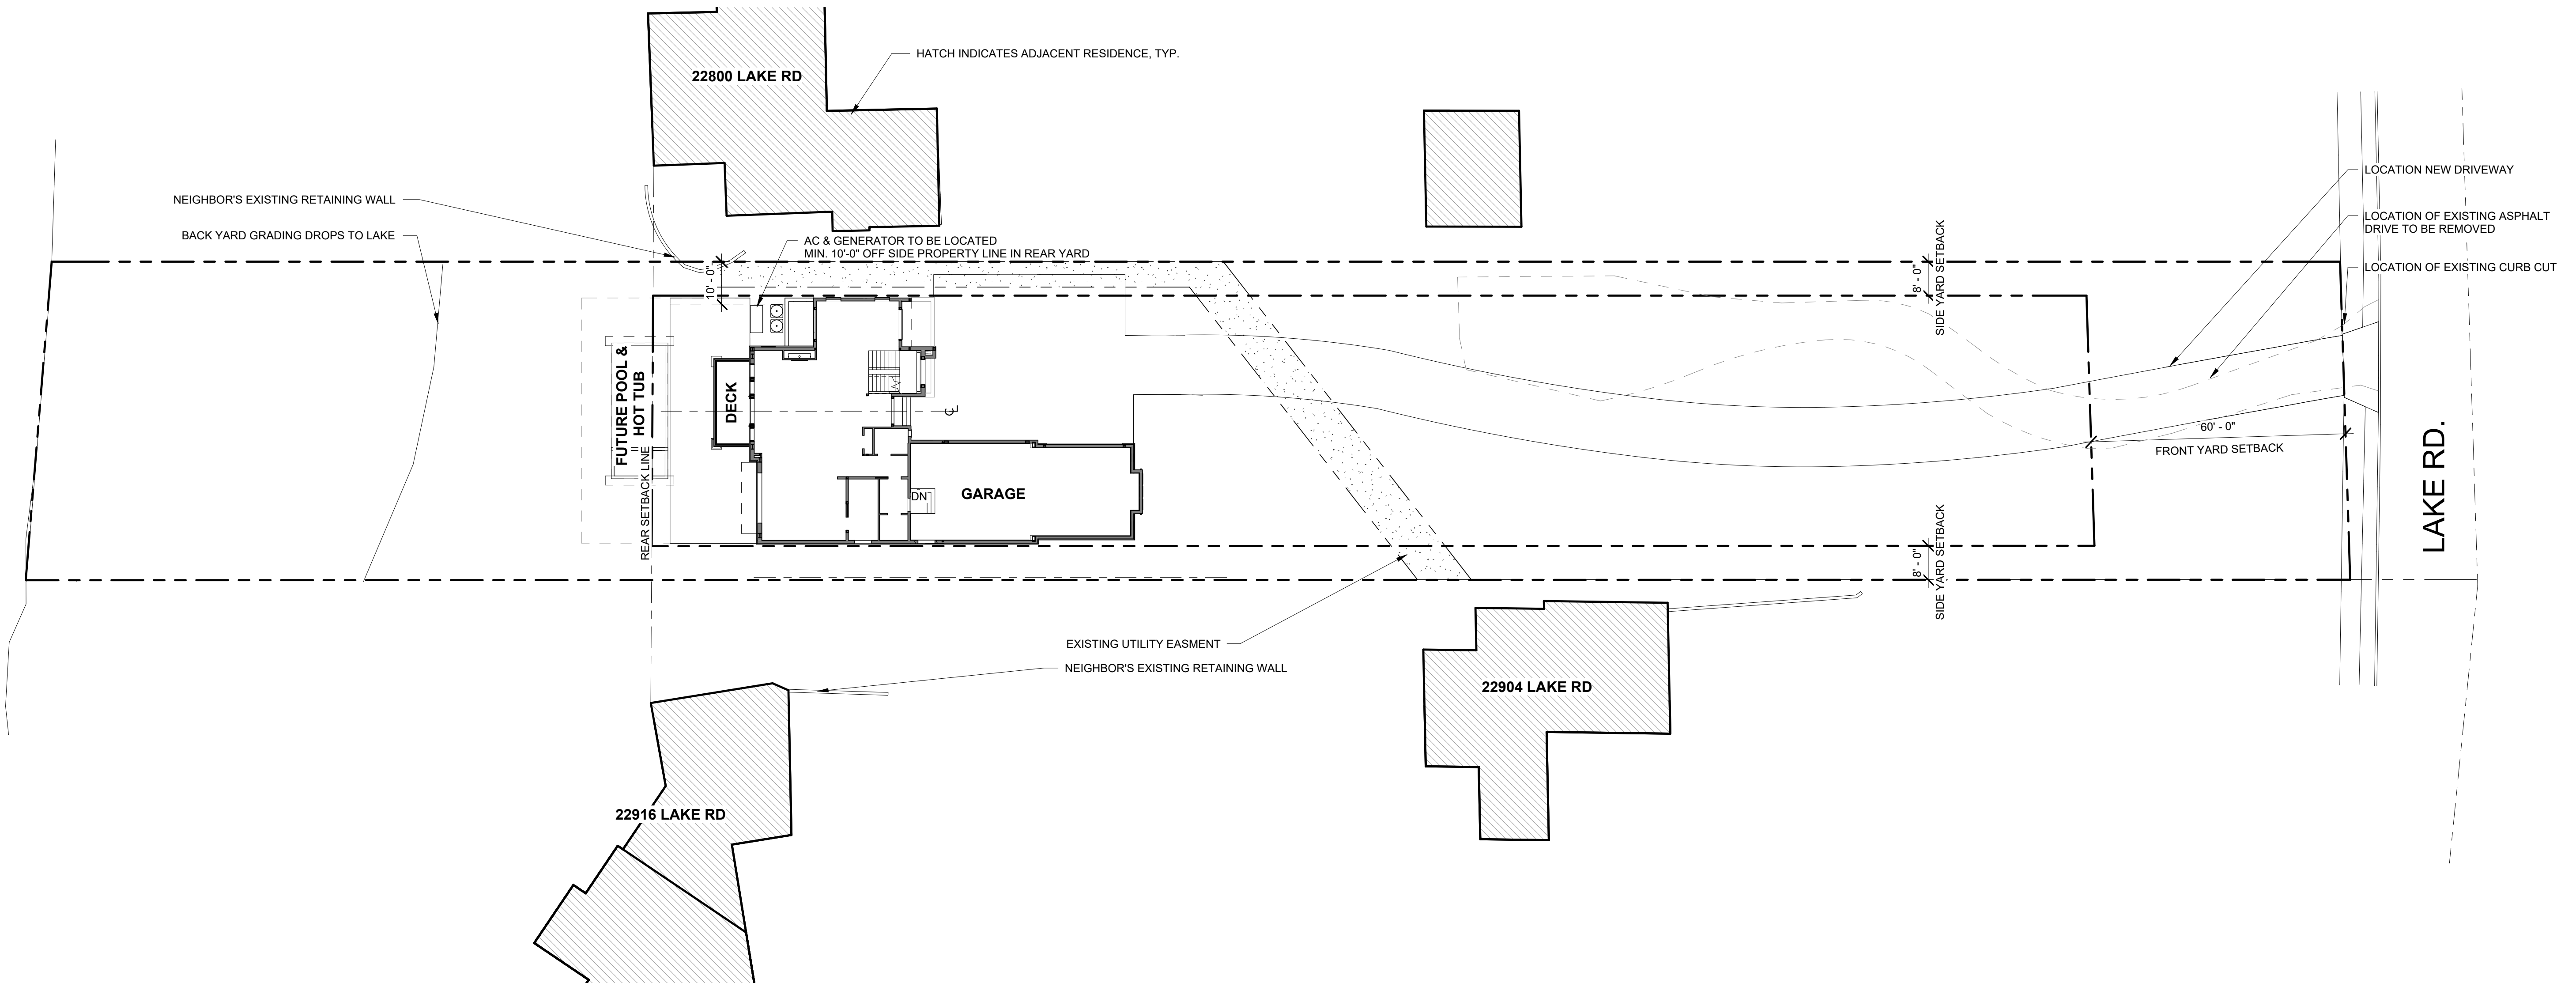 22800 LAKE RD
HATCH INDICATES ADJACENT RESIDENCE, TYP.
LOCATION NEW DRIVEWAY
NEIGHBOR'S EXISTING RETAINING WALL
LOCATION OF EXISTING ASPHALT
DRIVE TO BE REMOVED
BACK YARD GRADING DROPS TO LAKE
AC & GENERATOR TO BE LOCATED
MIN. 10'-0" OFF SIDE PROPERTY LINE IN REAR YARD
LOCATION OF EXISTING CURB CUT
10' - 0"
8' - 0"
SIDE YARD SETBACK
FUTURE POOL &
HOT TUB
DECK
CL
60' - 0"
FRONT YARD SETBACK
LAKE RD.
REAR SETBACK LINE
DN
GARAGE
8' - 0"
SIDE YARD SETBACK
EXISTING UTILITY EASMENT
NEIGHBOR'S EXISTING RETAINING WALL
22904 LAKE RD
22916 LAKE RD